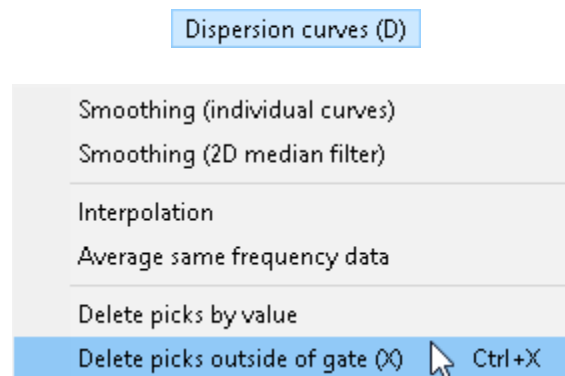 Dispersion curves (D)
Smoothing (individual curves)
Smoothing (2D median filter)
Interpolation
Average same frequency data
Delete picks by value
Delete picks outside of gate (X) Ctrl+X